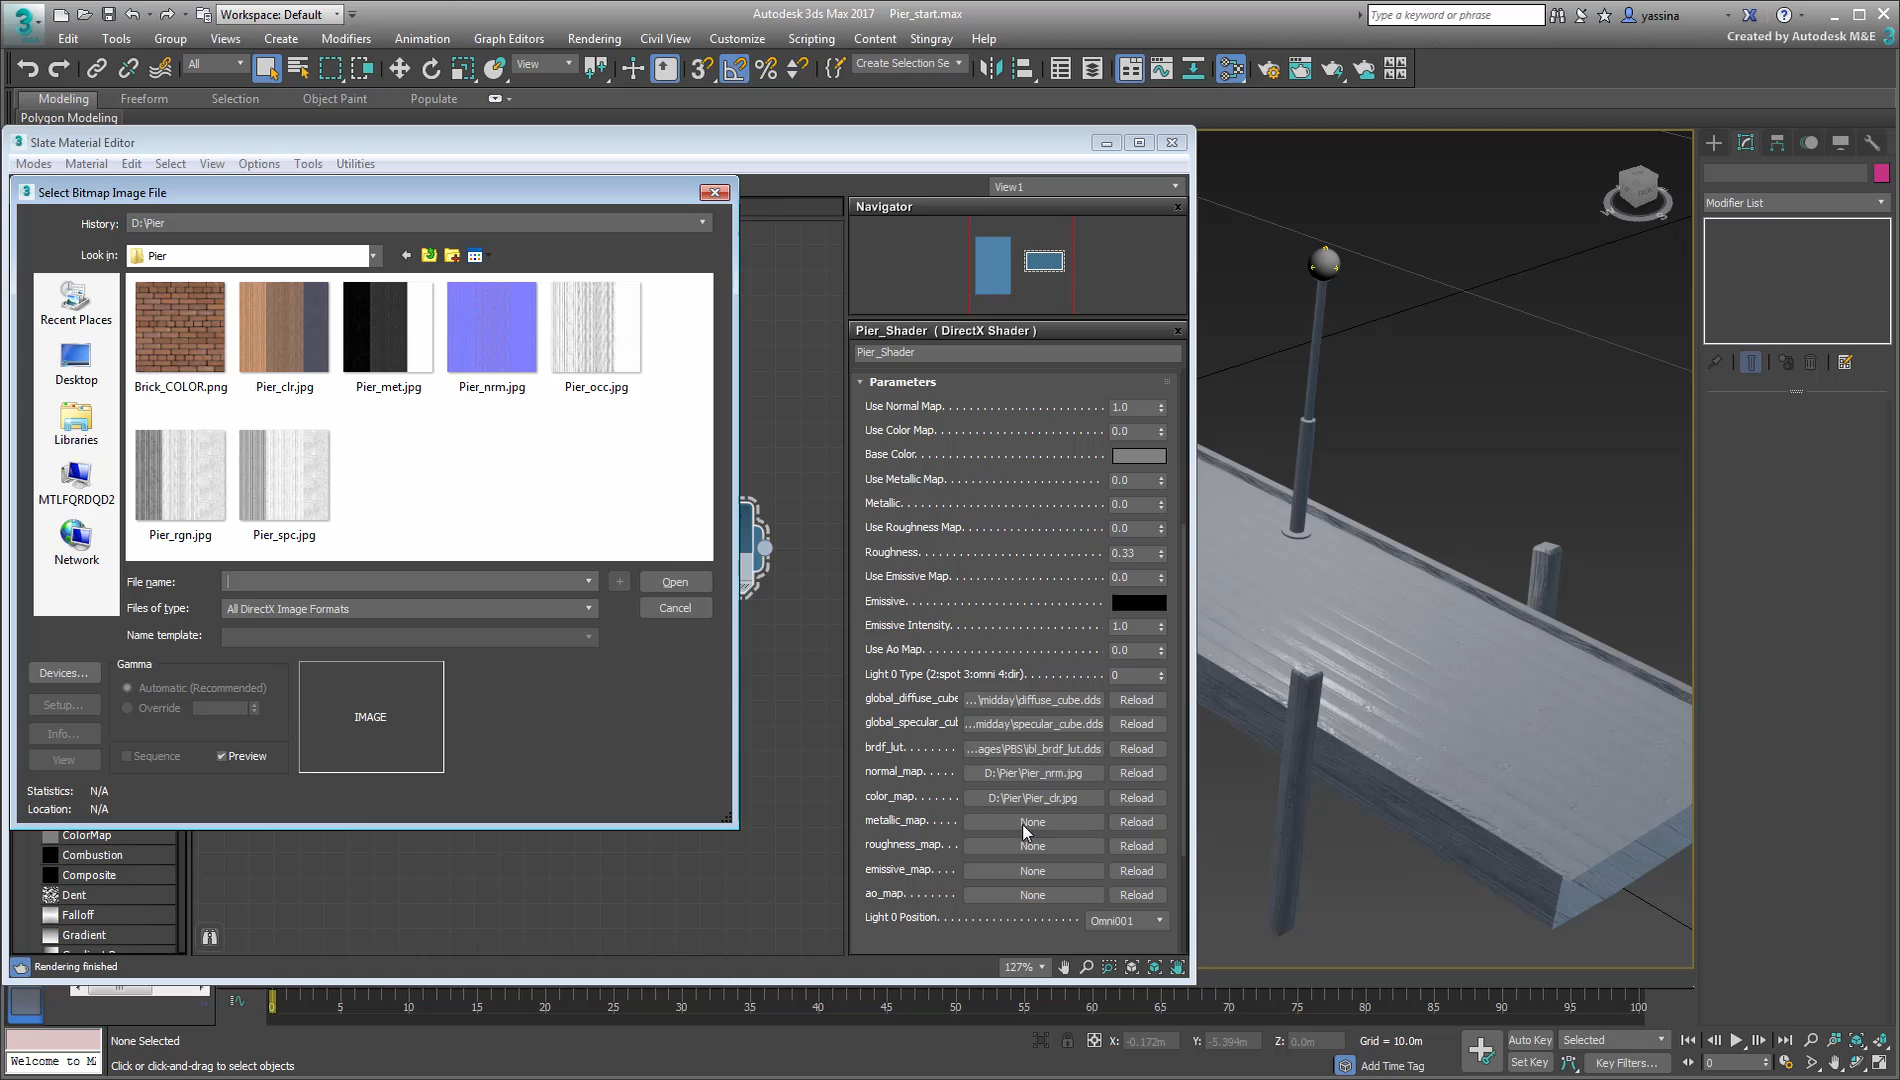 Workspace: Default
Autodesk 3ds Max 2017 Pier_start.max
Type a keyword or phrase
yassina
Edit Tools Group Views Create Modifiers Animation Graph Editors Rendering Civil View Customize Scripting Content Stingray Help
Created by Autodesk M&E
All
View
Create Selection Se
Modeling Freeform Selection Object Paint Populate
Polygon Modeling
Slate Material Editor
Modes Material Edit Select View Options Tools Utilities
View1
Select Bitmap Image File
History: D:\Pier
Look in: Pier
Recent Places
Desktop
Libraries
MTLFQRDQD2
Network
Brick_COLOR.png Pier_clr.jpg Pier_met.jpg Pier_nrm.jpg Pier_occ.jpg
Pier_rgn.jpg Pier_spc.jpg
File name: Open
Files of type: All DirectX Image Formats Cancel
Name template:
Devices...
Setup...
Info...
View
Gamma
Automatic (Recommended)
Override
Sequence Preview
IMAGE
Statistics: N/A
Location: N/A
ColorMap
Combustion
Composite
Dent
Falloff
Gradient
Rendering finished
Navigator
Pier_Shader ( DirectX Shader )
Pier_Shader
Parameters
Use Normal Map. 1.0
Use Color Map. 0.0
Base Color.
Use Metallic Map. 0.0
Metallic. 0.0
Use Roughness Map. 0.0
Roughness. 0.33
Use Emissive Map. 0.0
Emissive.
Emissive Intensity. 1.0
Use Ao Map. 0.0
Light 0 Type (2:spot 3:omni 4:dir). 0
global_diffuse_cube ...\midday\diffuse_cube.dds Reload
global_specular_cul ...midday\specular_cube.dds Reload
brdf_lut. ...ages\PBS\ibl_brdf_lut.dds Reload
normal_map. D:\Pier\Pier_nrm.jpg Reload
color_map. D:\Pier\Pier_clr.jpg Reload
metallic_map. None Reload
roughness_map. None Reload
emissive_map. None Reload
ao_map. None Reload
Light 0 Position. Omni001
127%
Modifier List
0 5 10 15 20 25 30 35 40 45 50 55 60 65 70 75 80 85 90 95 100
None Selected
Click or click-and-drag to select objects
Welcome to M
X: -0.172m Y: -5.394m Z: 0.0m Grid = 10.0m
Add Time Tag
Auto Key Selected
Set Key Key Filters...
0